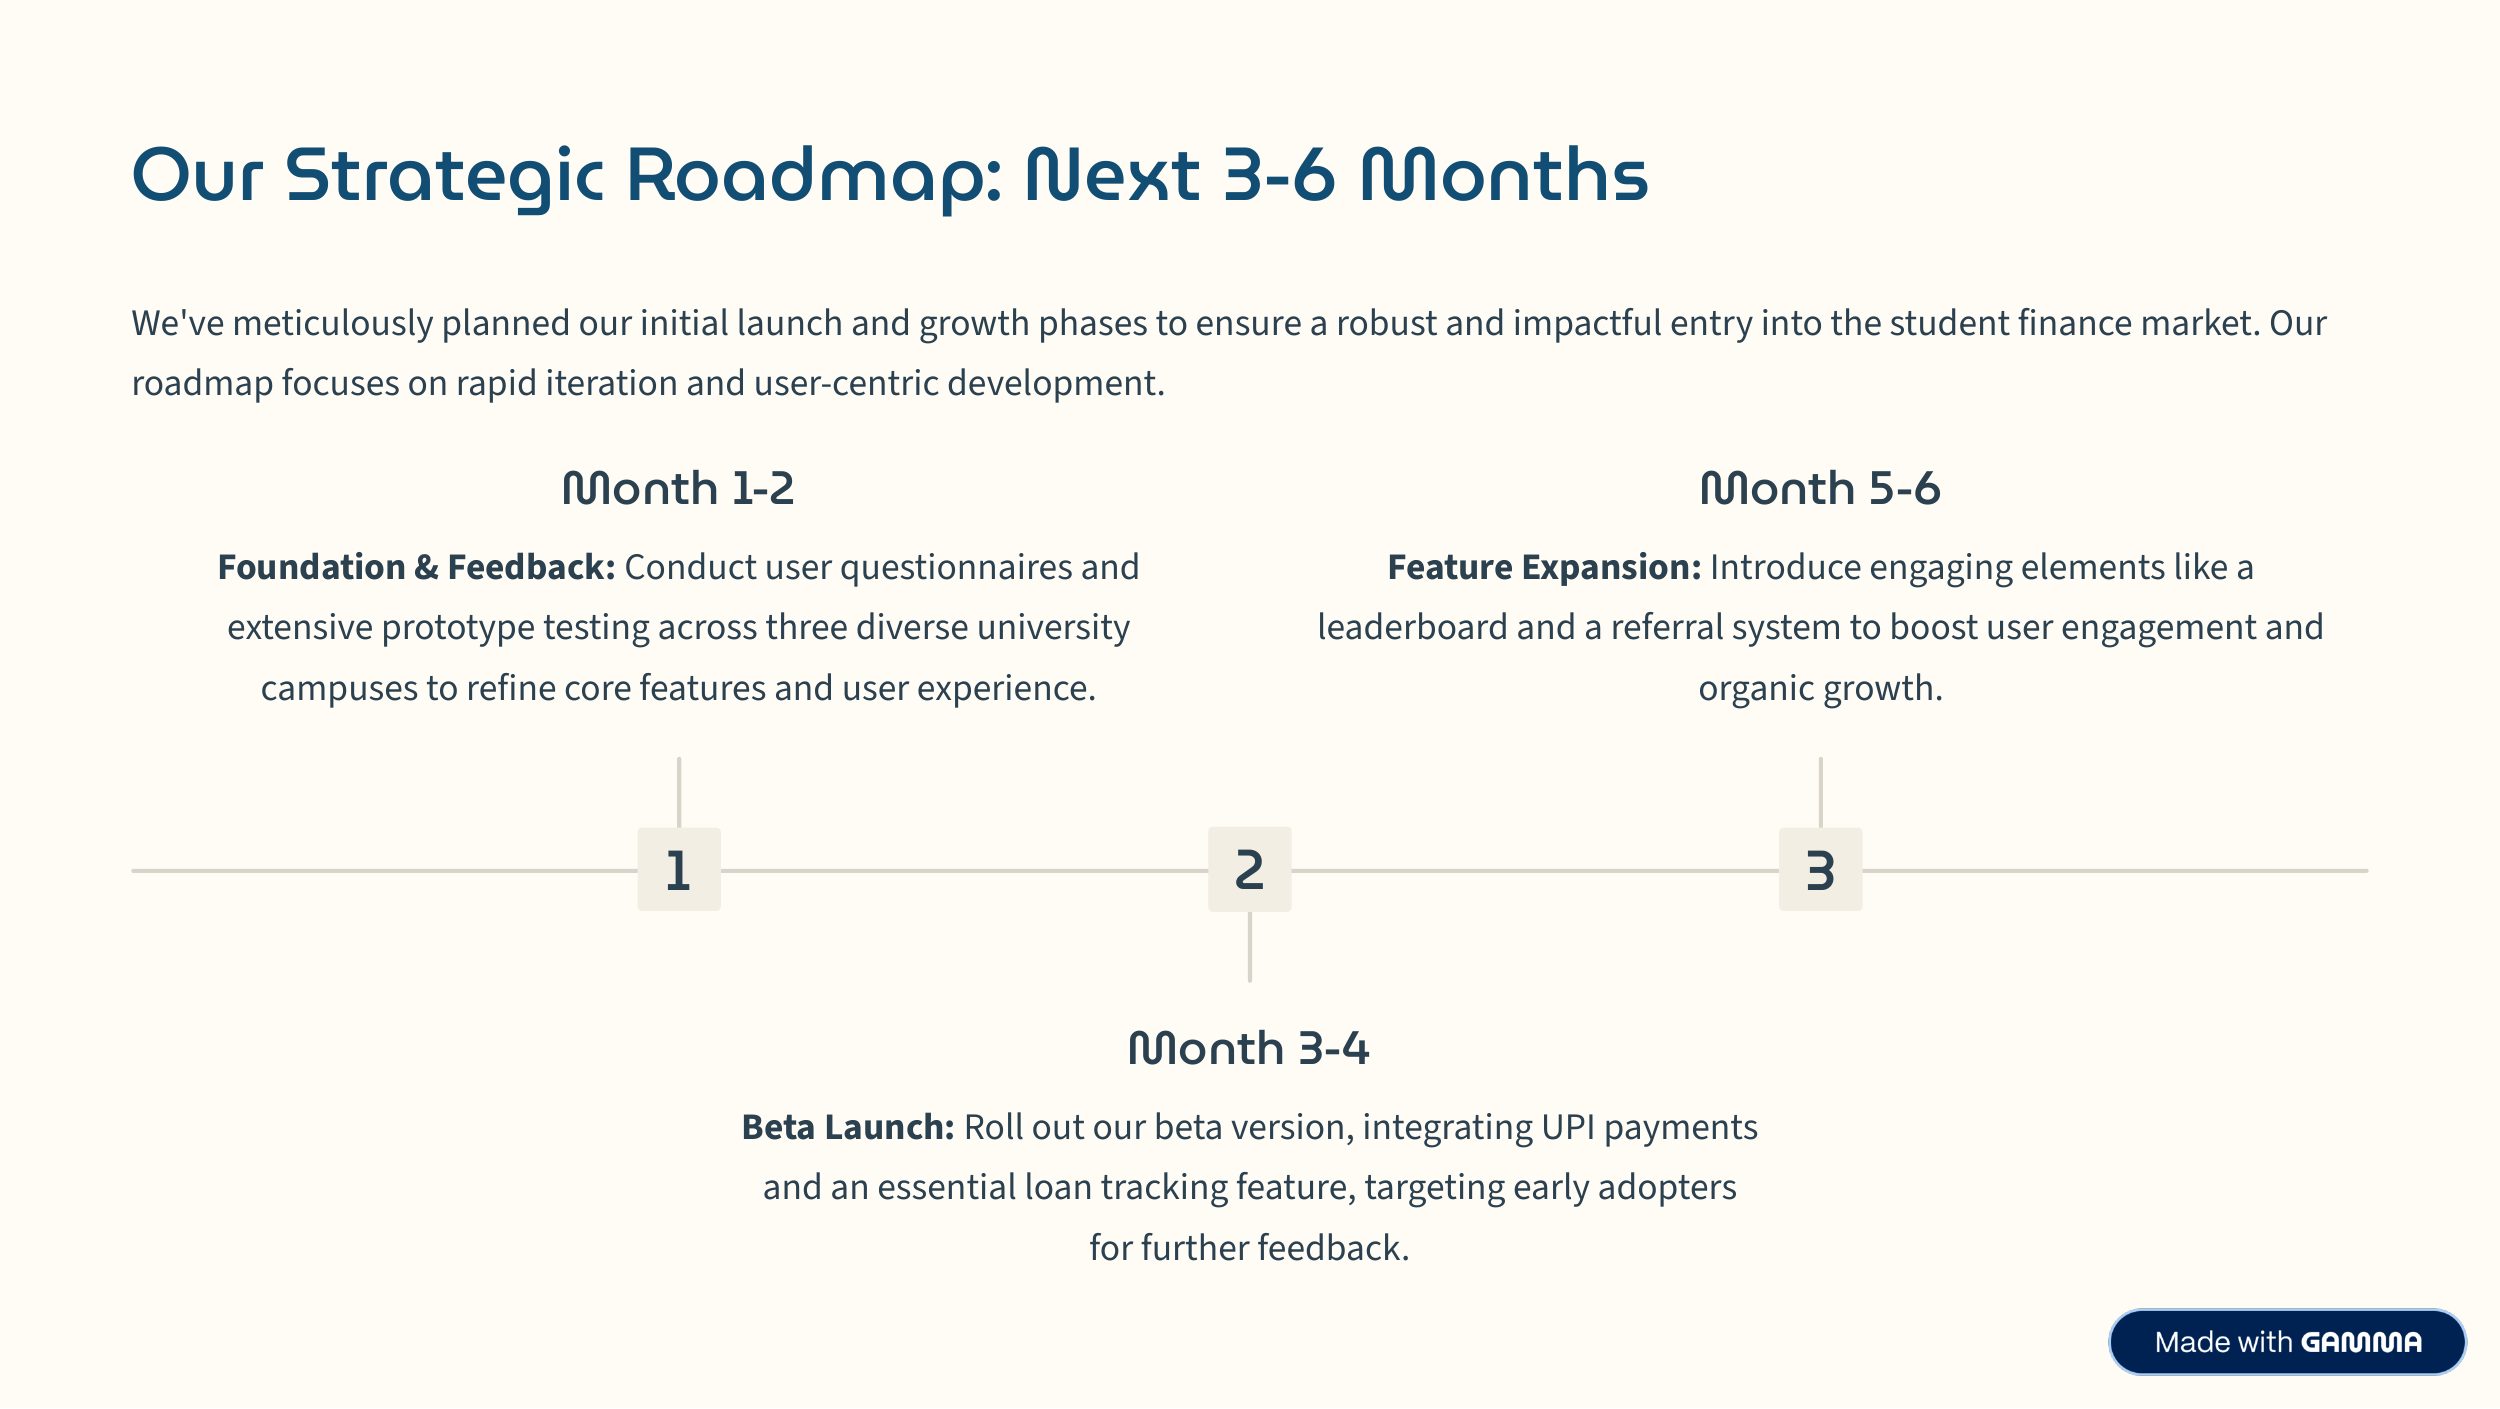 Our Strategic Roadmap: Next 3-6 Months
We've meticulously planned our initial launch and growth phases to ensure a robust and impactful entry into the student finance market. Our
roadmap focuses on rapid iteration and user-centric development.
Month 1-2
Foundation & Feedback: Conduct user questionnaires and
extensive prototype testing across three diverse university
campuses to refine core features and user experience.
Month 5-6
Feature Expansion: Introduce engaging elements like a
leaderboard and a referral system to boost user engagement and
organic growth.
1
2
3
Month 3-4
Beta Launch: Roll out our beta version, integrating UPI payments
and an essential loan tracking feature, targeting early adopters
for further feedback.
Made with GAMMA